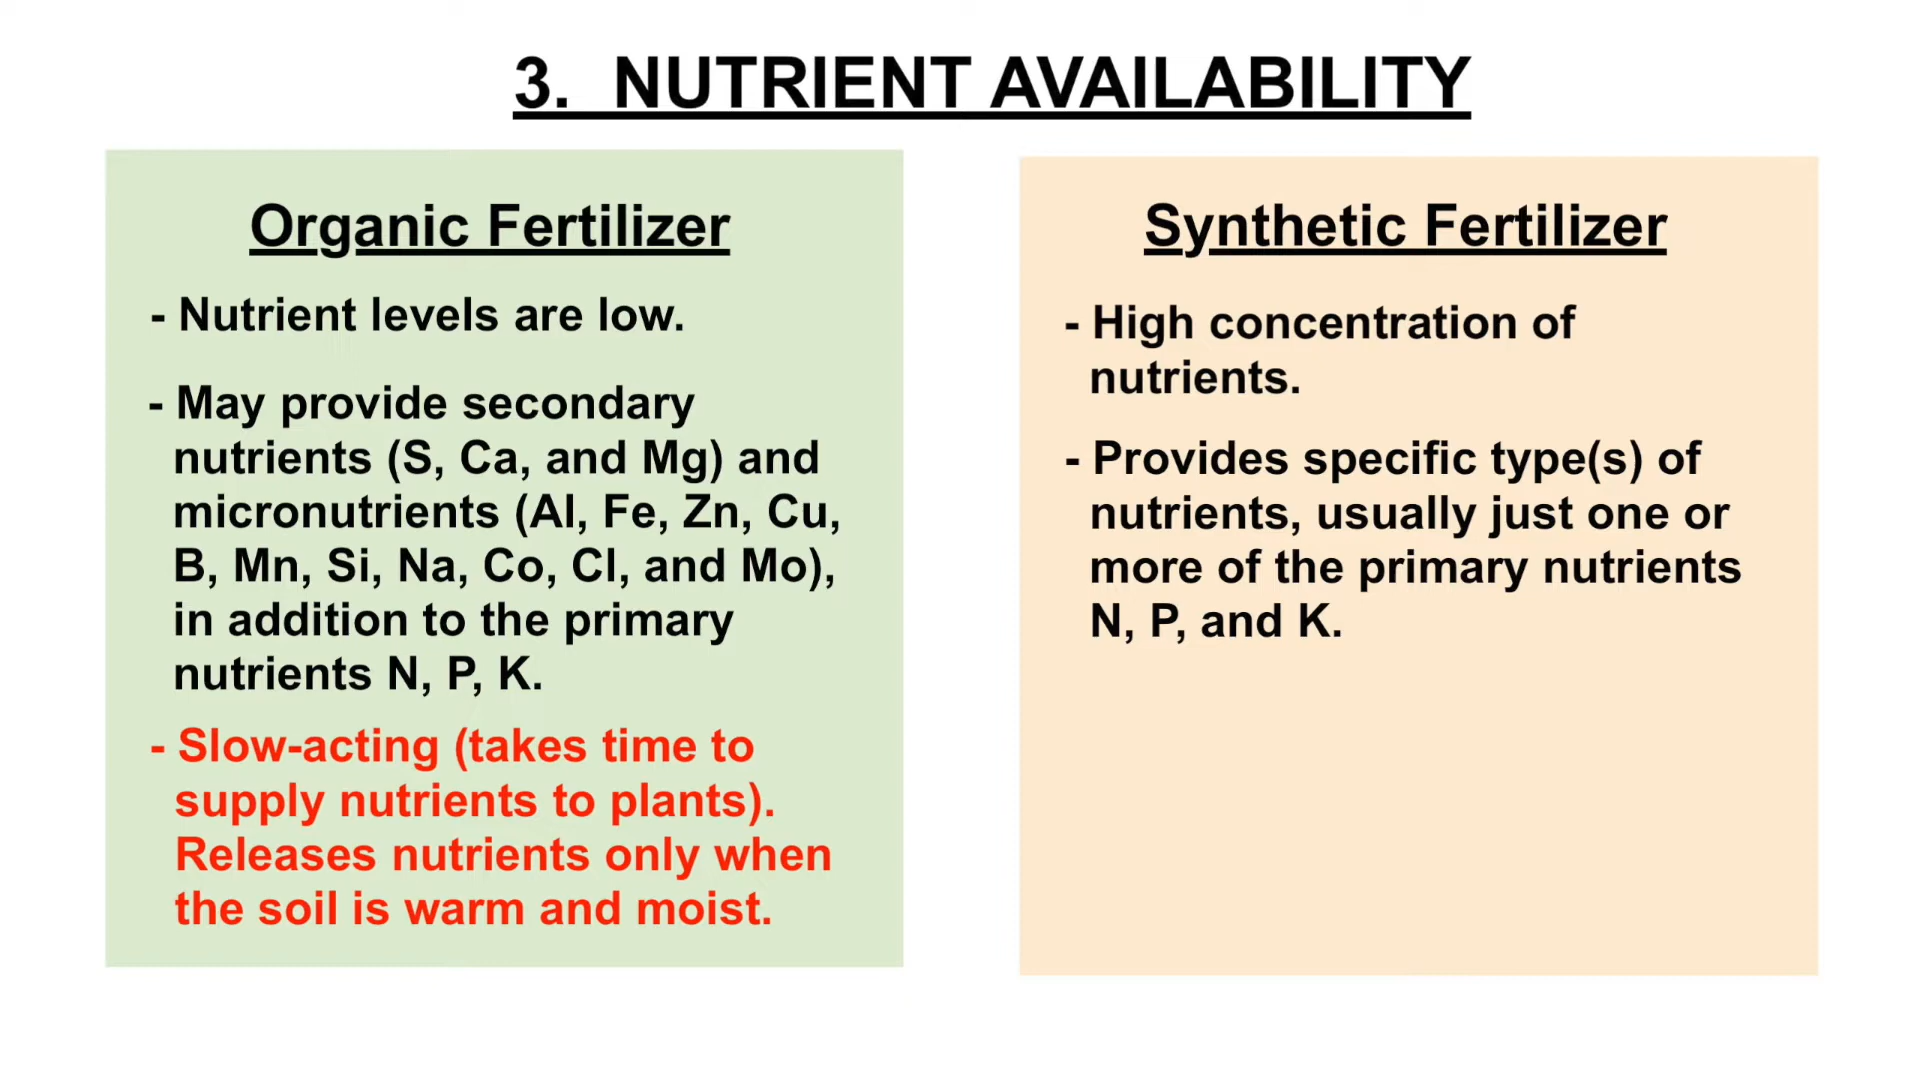 3. NUTRIENT AVAILABILITY
Organic Fertilizer
- Nutrient levels are low.
- May provide secondary
nutrients (S, Ca, and Mg) and
micronutrients (Al, Fe, Zn, Cu,
B, Mn, Si, Na, Co, Cl, and Mo),
in addition to the primary
nutrients N, P, K.
- Slow-acting (takes time to
supply nutrients to plants).
Releases nutrients only when
the soil is warm and moist.
Synthetic Fertilizer
- High concentration of
nutrients.
- Provides specific type(s) of
nutrients, usually just one or
more of the primary nutrients
N, P, and K.